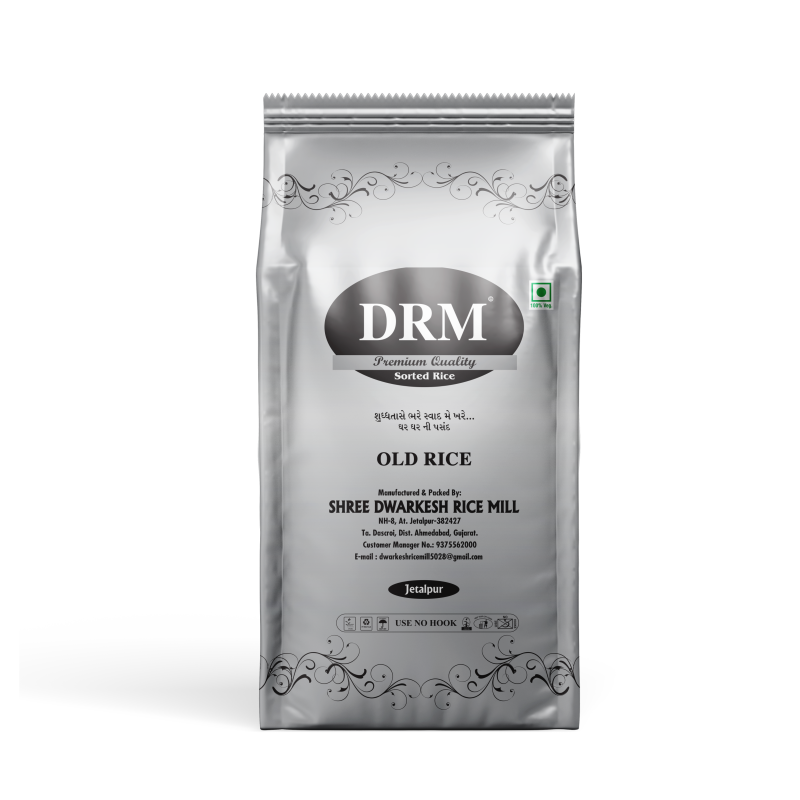 DRM®
Premium Quality
Sorted Rice
100% Veg.
શુધ્ધતાસે ભરે સ્વાદ મે ખરે...
ઘર ઘર ની પસંદ
OLD RICE
Manufactured & Packed By:
SHREE DWARKESH RICE MILL
NH-8, At. Jetalpur-382427
Ta. Dascroi, Dist. Ahmedabad, Gujarat.
Customer Manager No.: 9375562000
E-mail : dwarkeshricemill5028@gmail.com
Jetalpur
USE NO HOOK